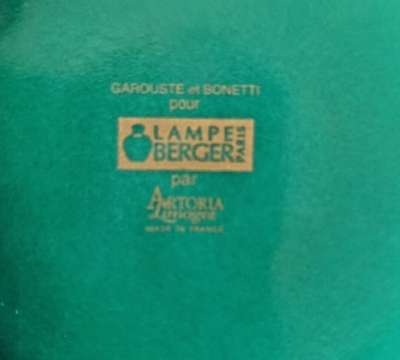 GAROUSTE et BONETTI
pour
LAMPE
BERGER
PARIS
par
ARTORIA
Limoges
MADE IN FRANCE